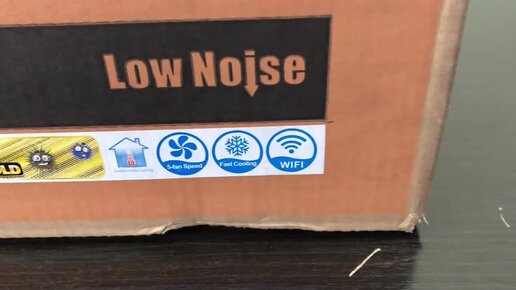 Low Noise
5-fan Speed
Fast Cooling
WIFI